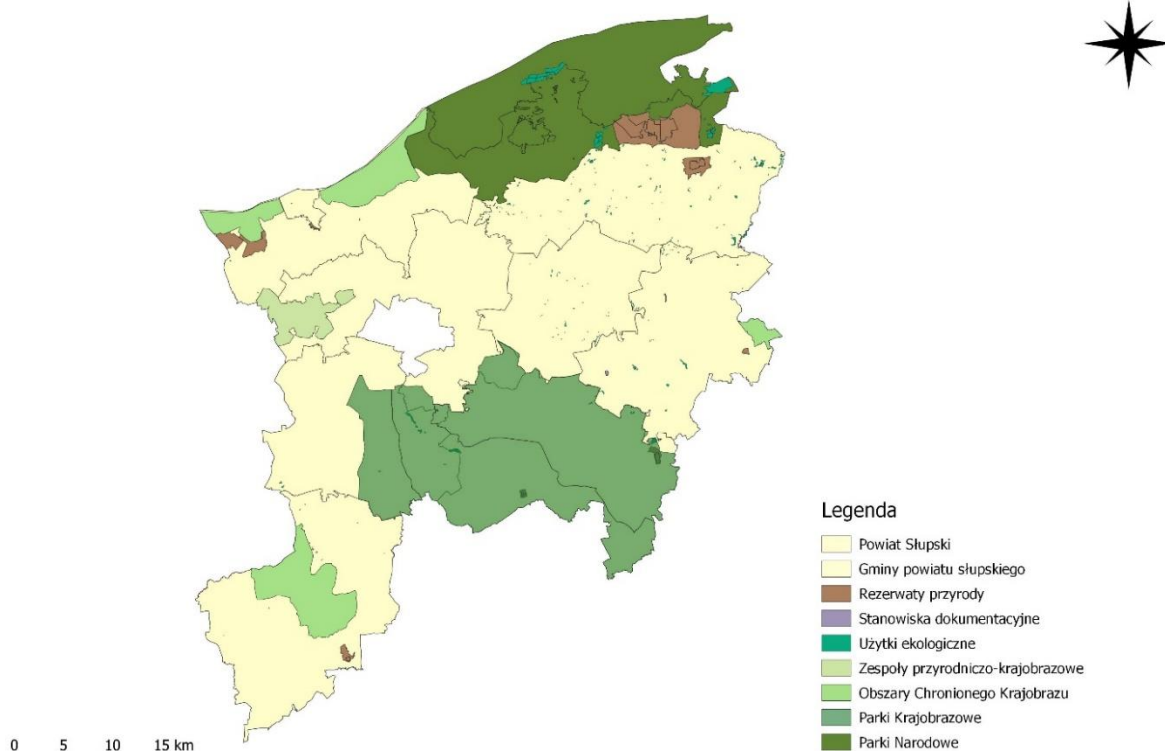 Legenda
Powiat Słupski
Gminy powiatu słupskiego
Rezerwaty przyrody
Stanowiska dokumentacyjne
Użytki ekologiczne
Zespoły przyrodniczo-krajobrazowe
Obszary Chronionego Krajobrazu
Parki Krajobrazowe
Parki Narodowe
0 5 10 15 km